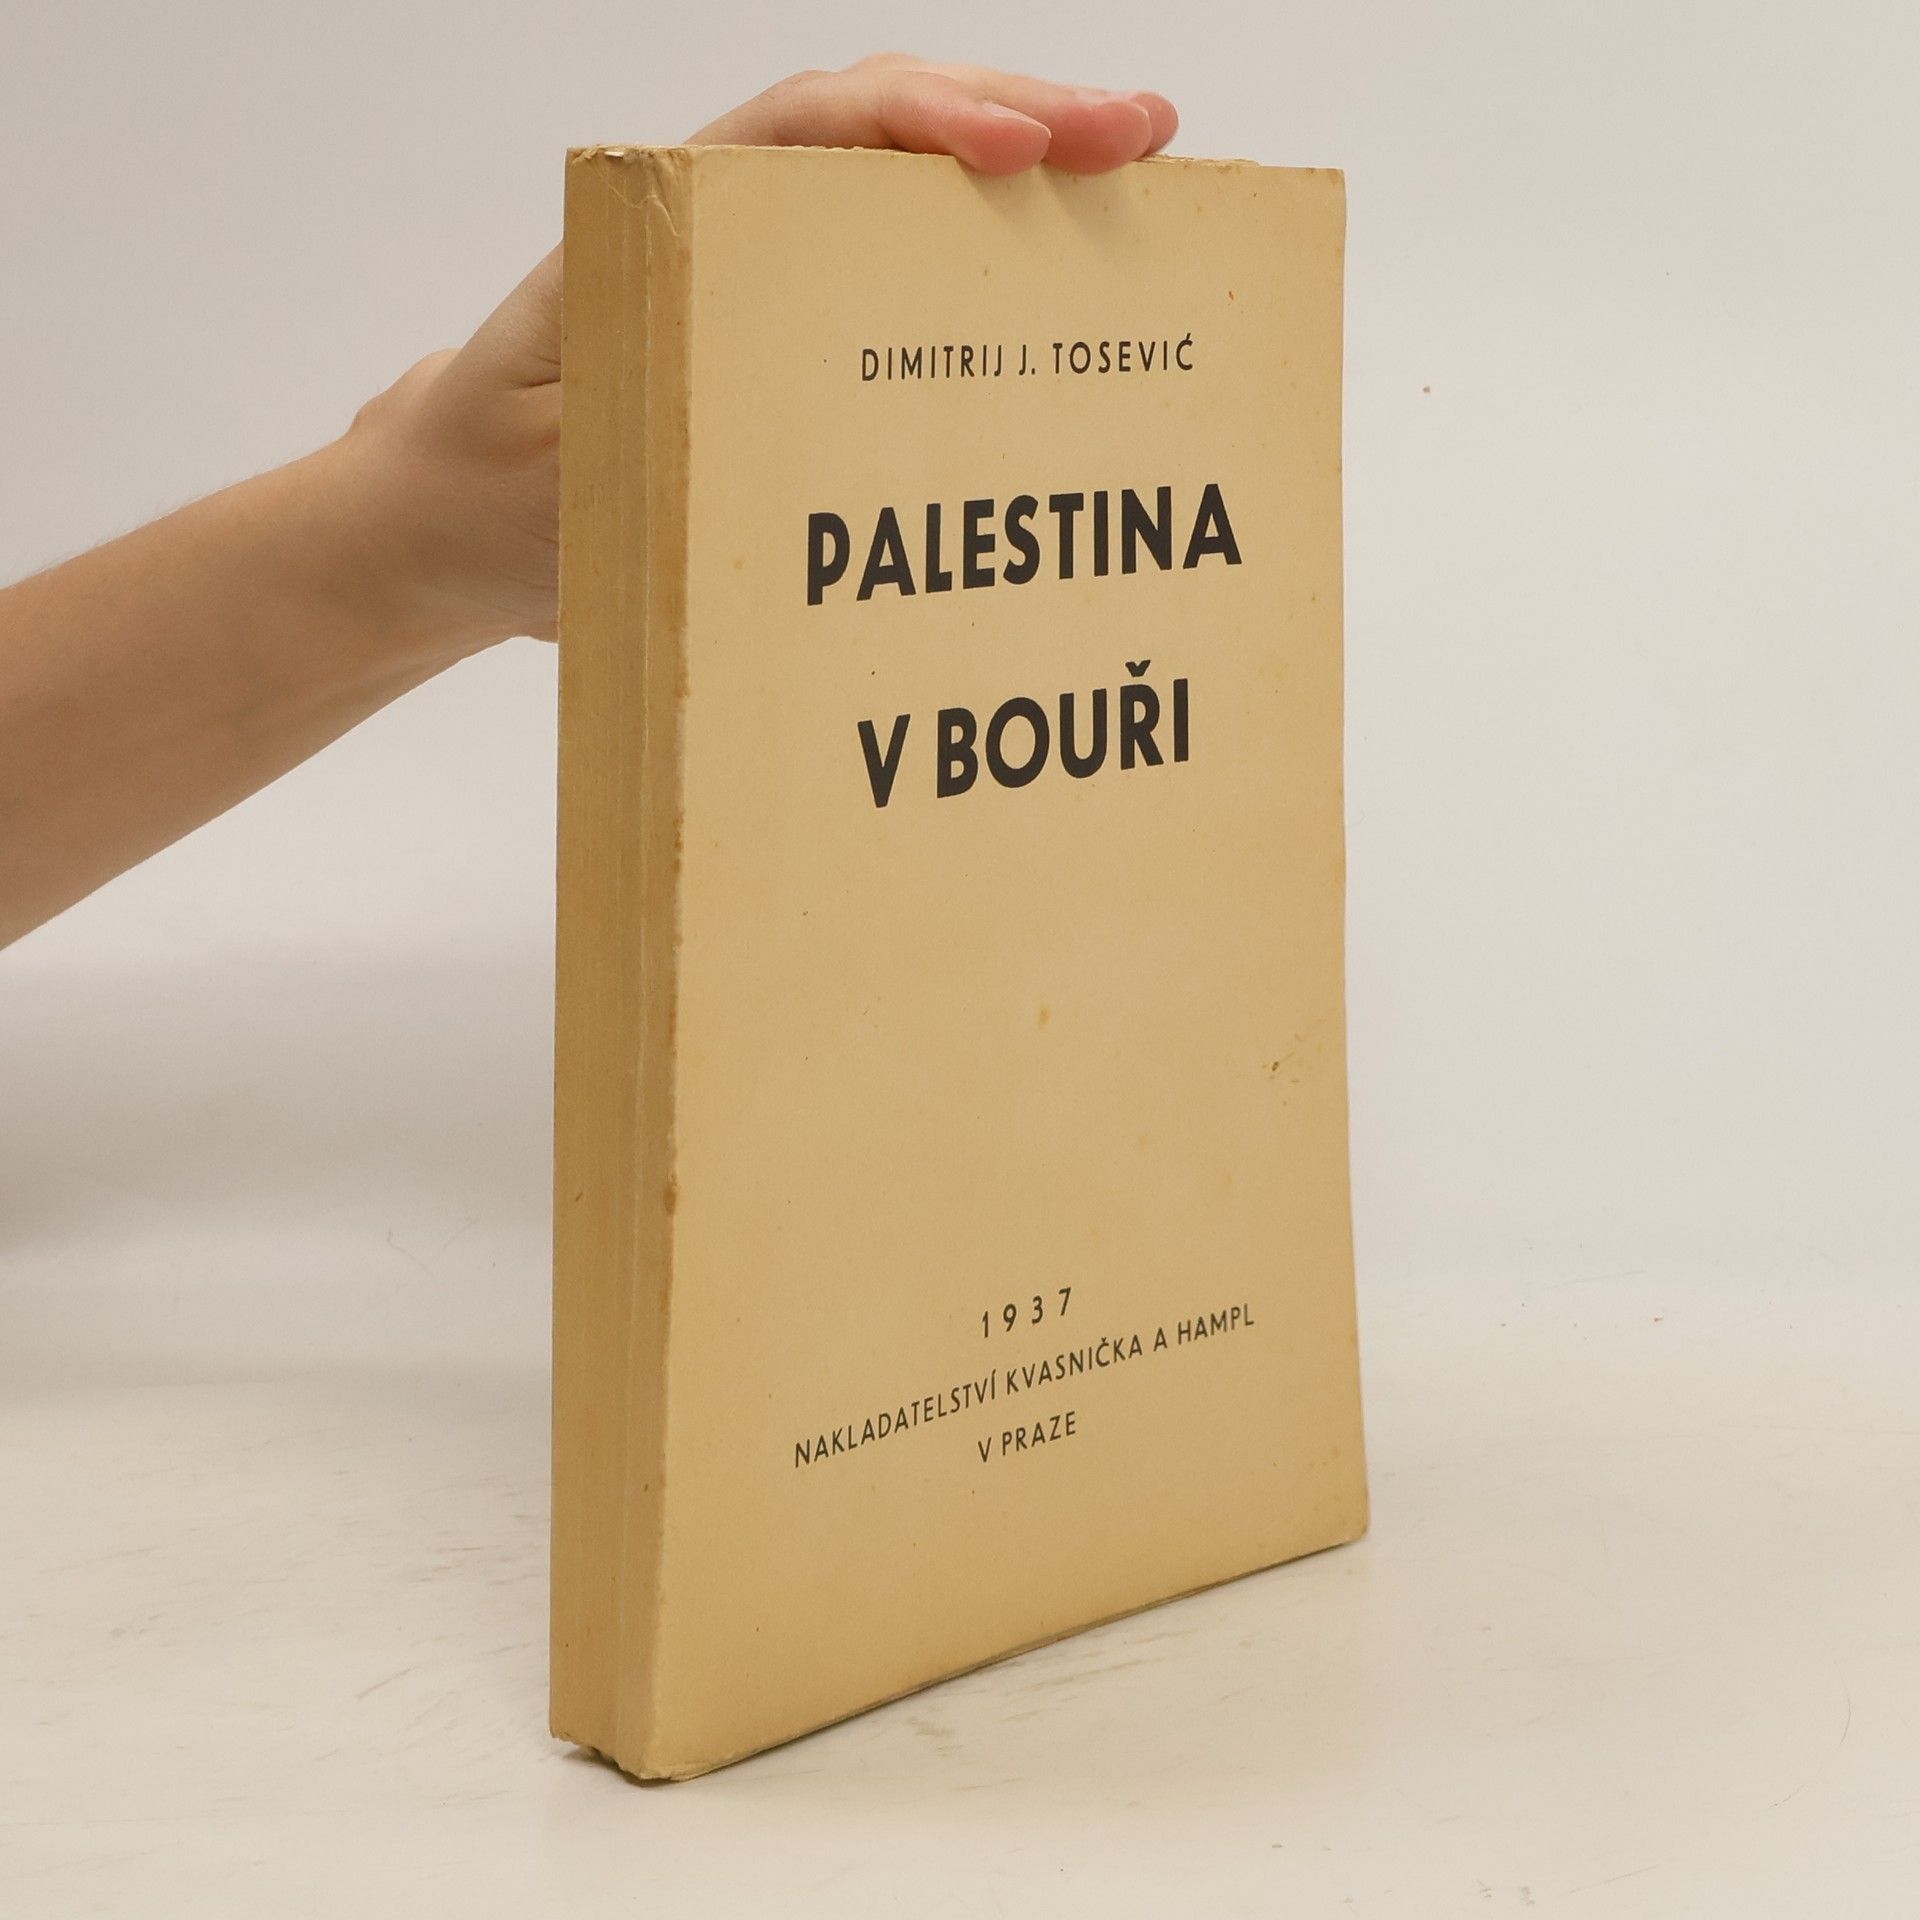 DIMITRIJ J. TOSEVIĆ
PALESTINA
V BOUŘI
1937
NAKLADATELSTVÍ KVASNIČKA A HAMPL
V PRAZE